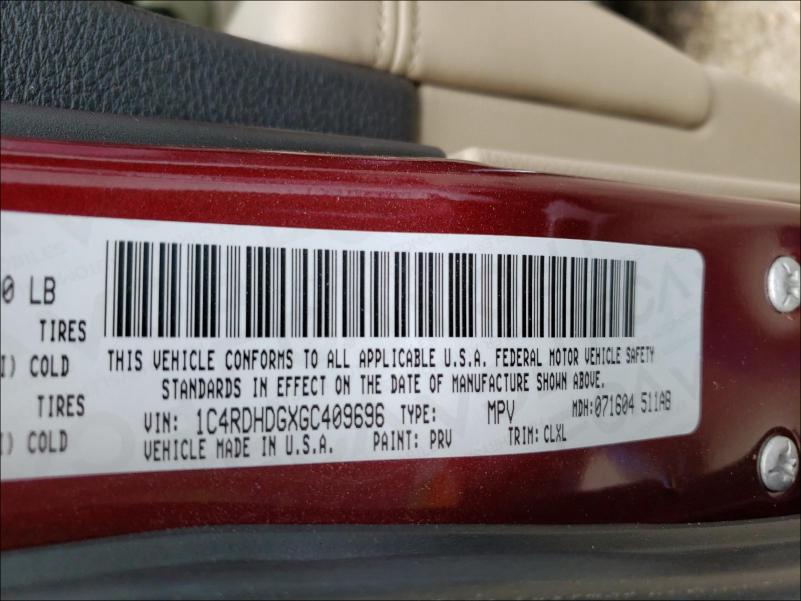 0 LB
TIRES
I) COLD
TIRES
I) COLD
THIS VEHICLE CONFORMS TO ALL APPLICABLE U.S.A. FEDERAL MOTOR VEHICLE SAFETY
STANDARDS IN EFFECT ON THE DATE OF MANUFACTURE SHOWN ABOVE.
VIN: 1C4RDHDGXGC409696 TYPE: MPV MDH:071604 511AB
VEHICLE MADE IN U.S.A. PAINT: PRV TRIM: CLXL